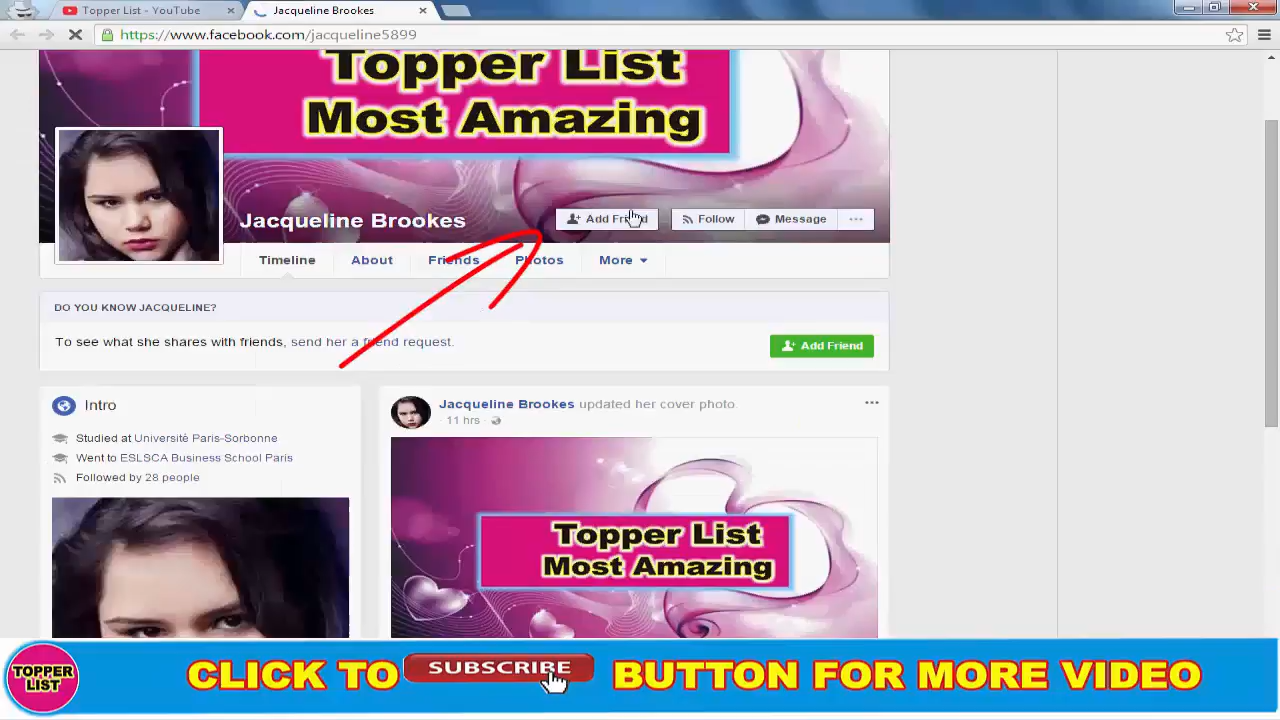 Topper List - YouTube
Jacqueline Brookes
https://www.facebook.com/jacqueline5899
Topper List
Most Amazing
Jacqueline Brookes
Add Friend
Follow
Message
Timeline
About
Friends
Photos
More
DO YOU KNOW JACQUELINE?
To see what she shares with friends, send her a friend request.
Add Friend
Intro
Jacqueline Brookes updated her cover photo.
11 hrs
Studied at Université Paris-Sorbonne
Went to ESLSCA Business School Paris
Followed by 28 people
Topper List
Most Amazing
TOPPER
LIST
CLICK TO SUBSCRIBE BUTTON FOR MORE VIDEO